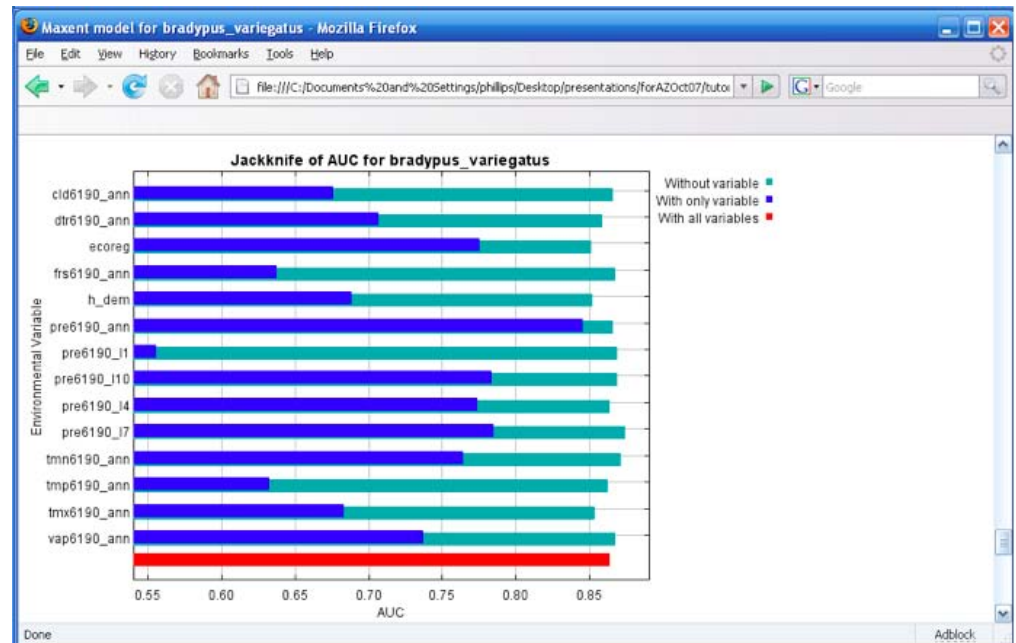 Maxent model for bradypus_variegatus - Mozilla Firefox
File Edit View History Bookmarks Tools Help
file:///C:/Documents%20and%20Settings/phillips/Desktop/presentations/forAZOct07/tuto
Google
Jackknife of AUC for bradypus_variegatus
Without variable
With only variable
With all variables
Environmental Variable
cld6190_ann
dtr6190_ann
ecoreg
frs6190_ann
h_dem
pre6190_ann
pre6190_l1
pre6190_l10
pre6190_l4
pre6190_l7
tmn6190_ann
tmp6190_ann
tmx6190_ann
vap6190_ann
0.55 0.60 0.65 0.70 0.75 0.80 0.85
AUC
Done Adblock